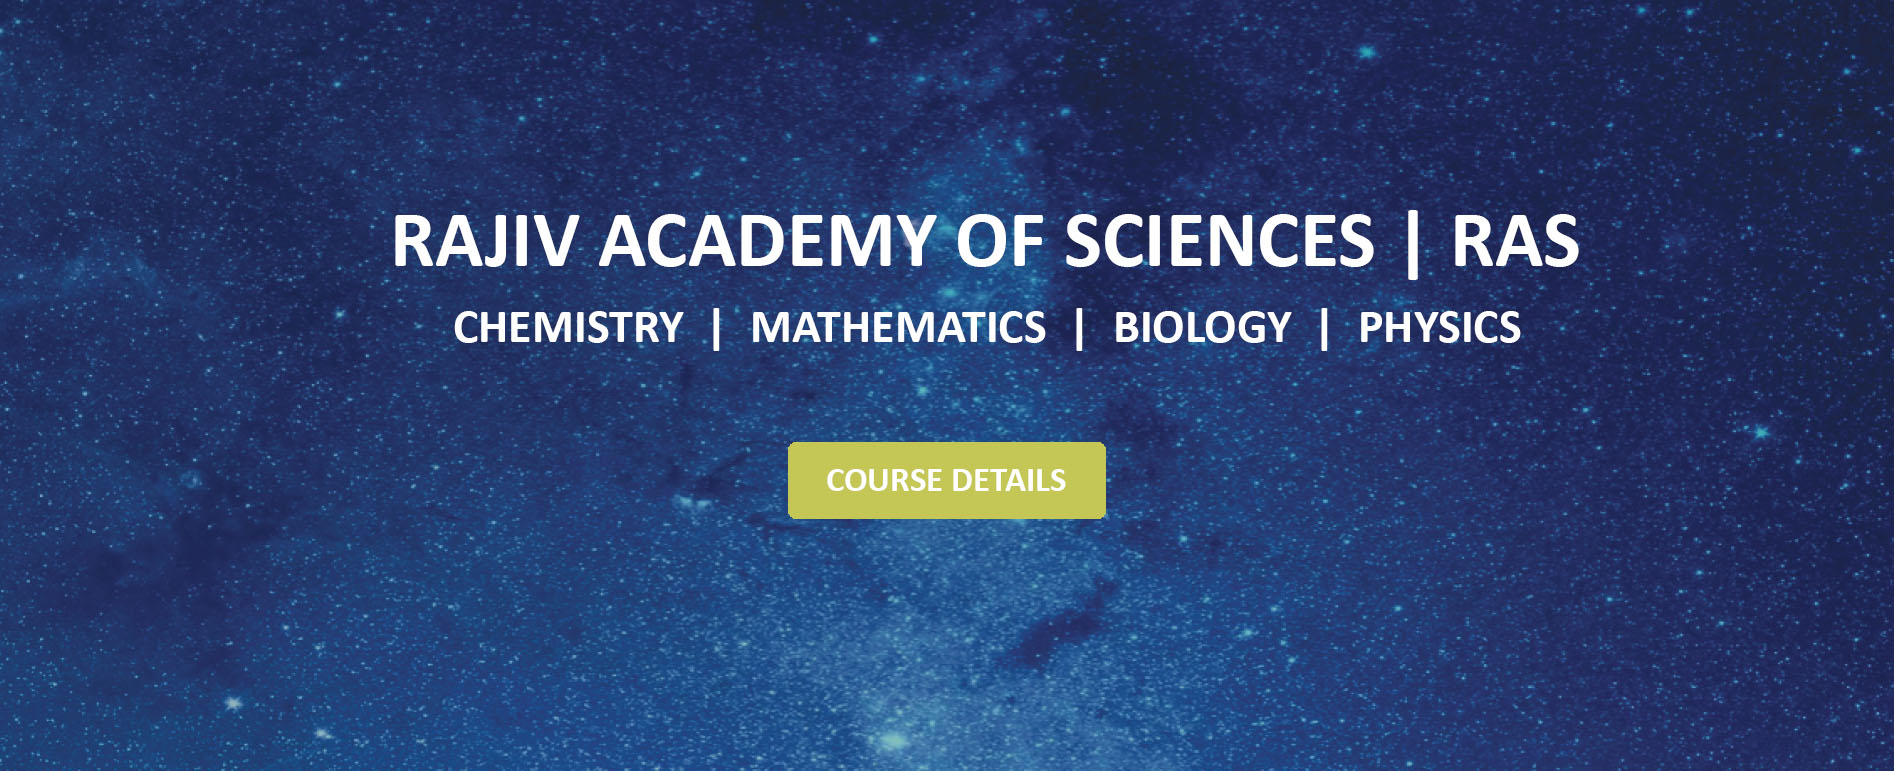 RAJIV ACADEMY OF SCIENCES | RAS
CHEMISTRY | MATHEMATICS | BIOLOGY | PHYSICS
COURSE DETAILS